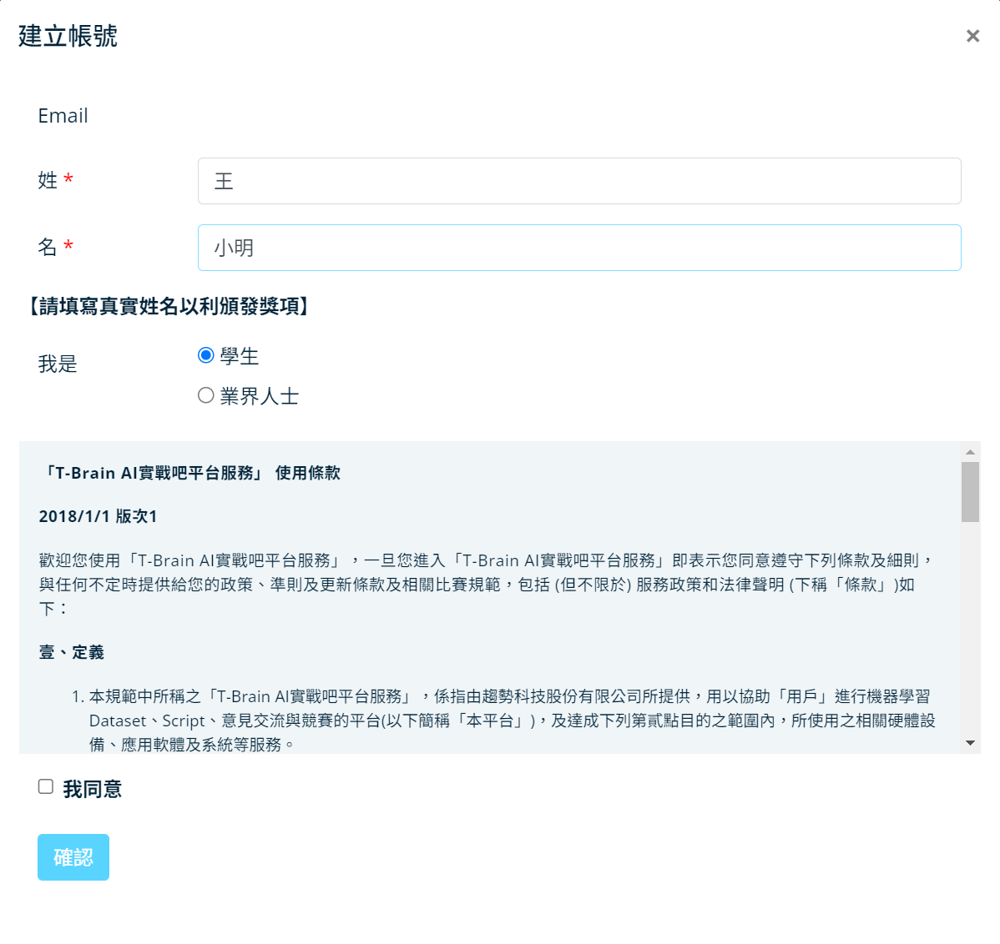 建立帳號
×
Email
姓 *
王
名 *
小明
【請填寫真實姓名以利頒發獎項】
我是
學生
業界人士
「T-Brain AI實戰吧平台服務」 使用條款
2018/1/1 版次1
歡迎您使用「T-Brain AI實戰吧平台服務」，一旦您進入「T-Brain AI實戰吧平台服務」即表示您同意遵守下列條款及細則，
與任何不定時提供給您的政策、準則及更新條款及相關比賽規範，包括 (但不限於) 服務政策和法律聲明 (下稱「條款」)如
下：
壹、定義
1. 本規範中所稱之「T-Brain AI實戰吧平台服務」，係指由趨勢科技股份有限公司所提供，用以協助「用戶」進行機器學習
Dataset、Script、意見交流與競賽的平台(以下簡稱「本平台」)，及達成下列第貳點目的之範圍內，所使用之相關硬體設
備、應用軟體及系統等服務。
我同意
確認